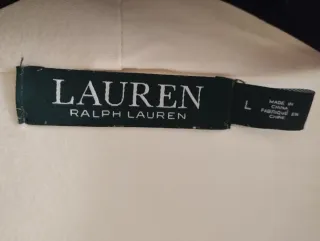 LAUREN
RALPH LAUREN
L
MADE IN
CHINA
FABRIQUÉ EN
CHINE